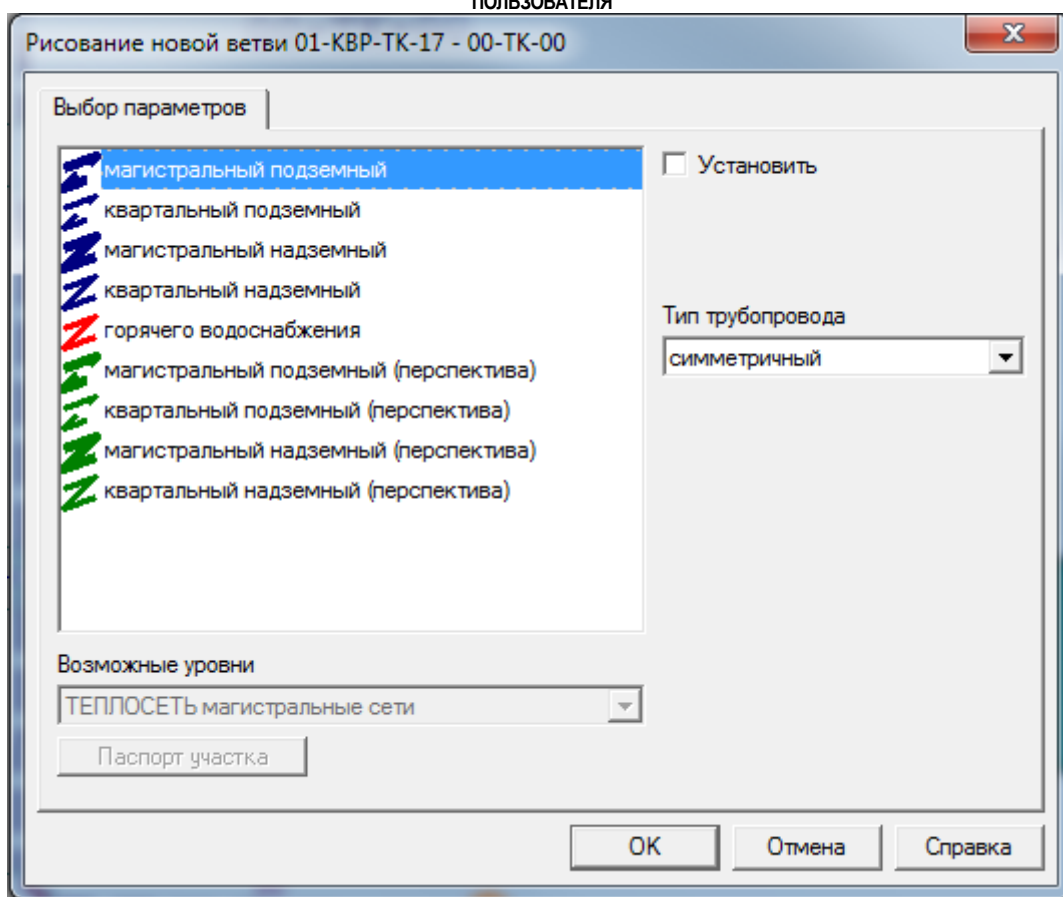 ПОЛЬЗОВАТЕЛЯ
Рисование новой ветви 01-КВР-ТК-17 - 00-ТК-00
Выбор параметров
магистральный подземный
квартальный подземный
магистральный надземный
квартальный надземный
горячего водоснабжения
магистральный подземный (перспектива)
квартальный подземный (перспектива)
магистральный надземный (перспектива)
квартальный надземный (перспектива)
Установить
Тип трубопровода
симметричный
Возможные уровни
ТЕПЛОСЕТЬ магистральные сети
Паспорт участка
ОК
Отмена
Справка